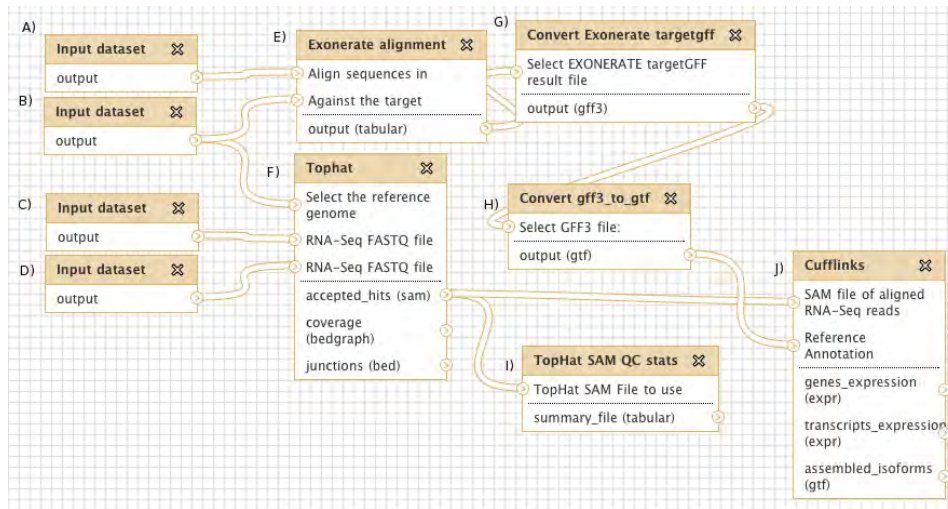 A)
Input dataset
output
B)
Input dataset
output
C)
Input dataset
output
D)
Input dataset
output
E)
Exonerate alignment
Align sequences in
Against the target
output (tabular)
F)
Tophat
Select the reference
genome
RNA-Seq FASTQ file
RNA-Seq FASTQ file
accepted_hits (sam)
coverage
(bedgraph)
junctions (bed)
G)
Convert Exonerate targetgff
Select EXONERATE targetGFF
result file
output (gff3)
H)
Convert gff3_to_gtf
Select GFF3 file:
output (gtf)
I)
TopHat SAM QC stats
TopHat SAM File to use
summary_file (tabular)
J)
Cufflinks
SAM file of aligned
RNA-Seq reads
Reference
Annotation
genes_expression
(expr)
transcripts_expression
(expr)
assembled_isoforms
(gtf)